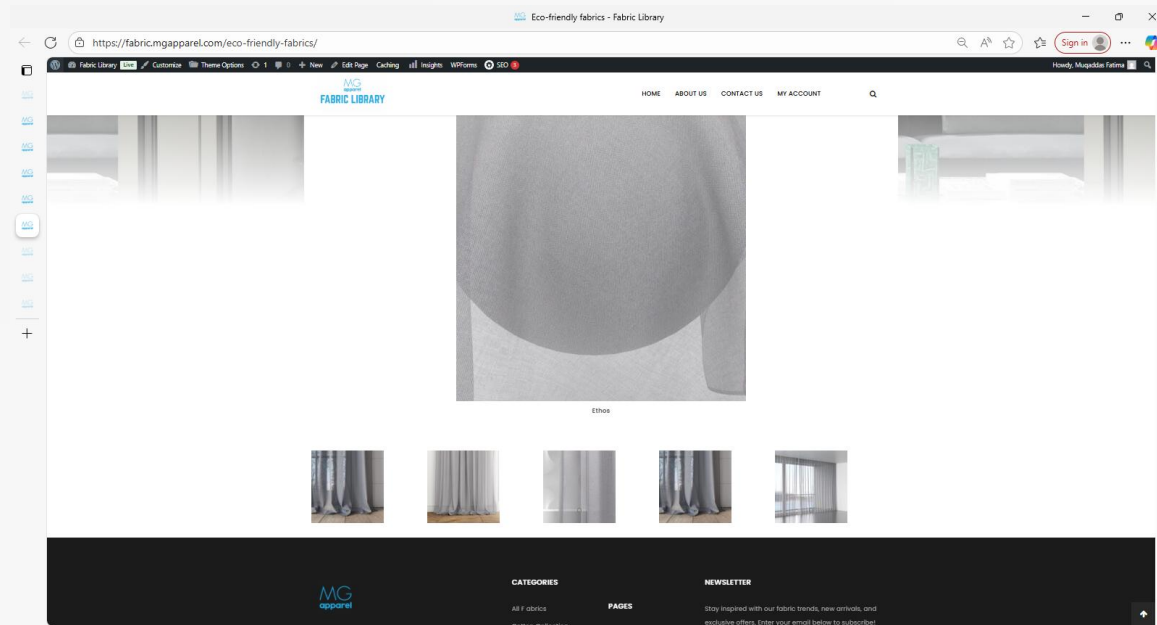 Eco-friendly fabrics - Fabric Library
https://fabric.mgapparel.com/eco-friendly-fabrics/
Sign in
Fabric Library Live Customize Theme Options 1 0 + New Edit Page Caching Insights WPForms SEO
Howdy, Muqaddas Fatima
MG
apparel
FABRIC LIBRARY
HOME ABOUT US CONTACT US MY ACCOUNT
Ethos
MG
apparel
CATEGORIES
All F abrics
PAGES
NEWSLETTER
Stay inspired with our fabric trends, new arrivals, and
exclusive offers. Enter your email below to subscribe!